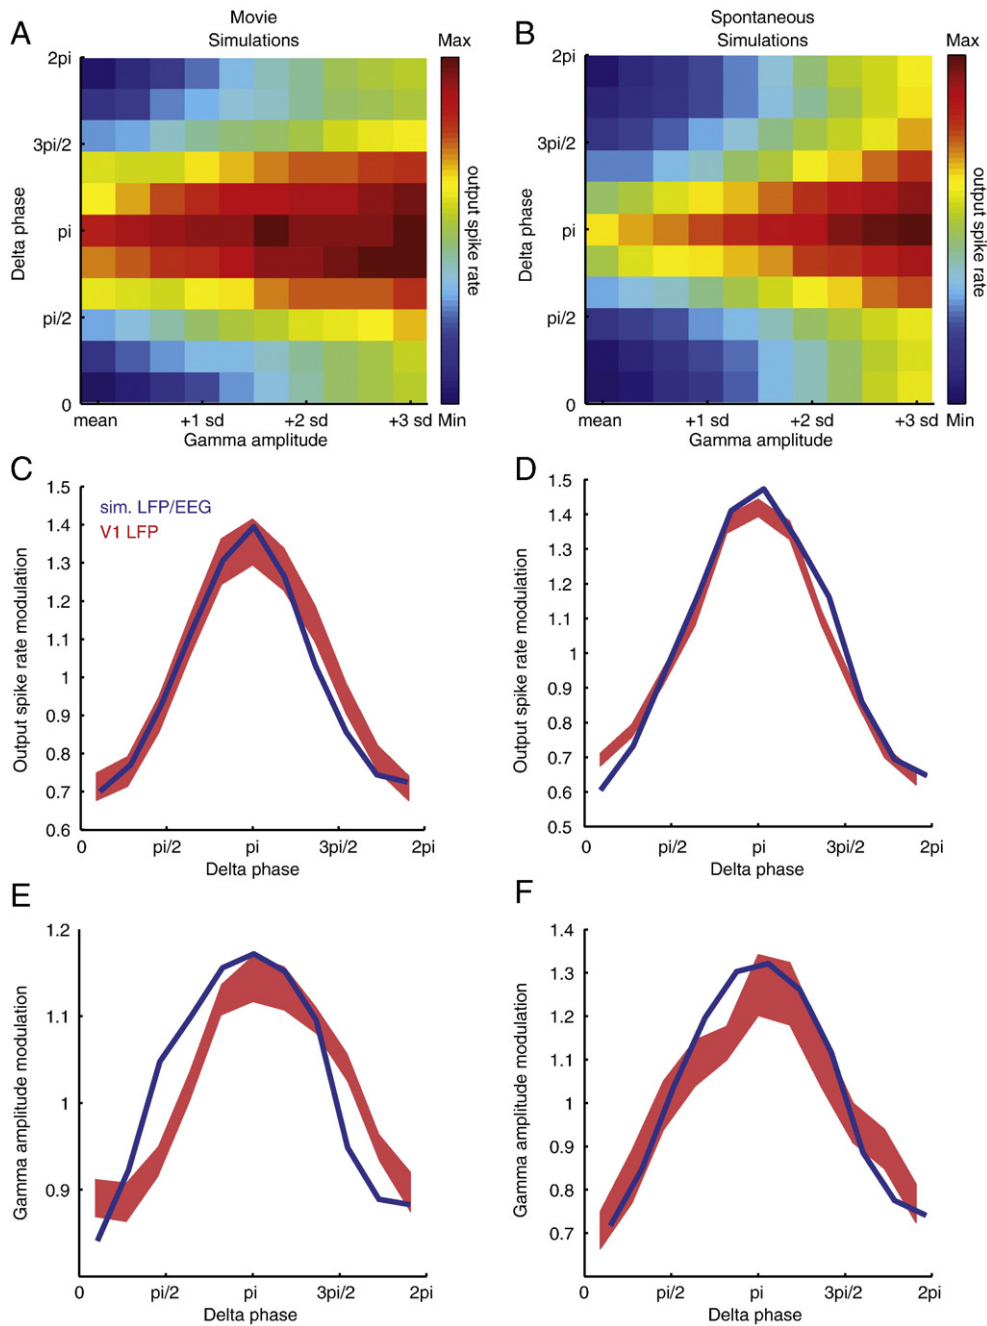 A
Movie
Simulations
Max
2pi
3pi/2
pi
pi/2
0
Delta phase
mean
+1 sd
+2 sd
+3 sd
Min
Gamma amplitude
output spike rate
B
Spontaneous
Simulations
Max
2pi
3pi/2
pi
pi/2
0
Delta phase
mean
+1 sd
+2 sd
+3 sd
Min
Gamma amplitude
output spike rate
C
sim. LFP/EEG
V1 LFP
1.5
1.4
1.3
1.2
1.1
1
0.9
0.8
0.7
0.6
Output spike rate modulation
0
pi/2
pi
3pi/2
2pi
Delta phase
D
1.5
1.4
1.3
1.2
1.1
1
0.9
0.8
0.7
0.6
0.5
Output spike rate modulation
0
pi/2
pi
3pi/2
2pi
Delta phase
E
1.2
1.1
1
0.9
Gamma amplitude modulation
0
pi/2
pi
3pi/2
2pi
Delta phase
F
1.4
1.3
1.2
1.1
1
0.9
0.8
0.7
Gamma amplitude modulation
0
pi/2
pi
3pi/2
2pi
Delta phase